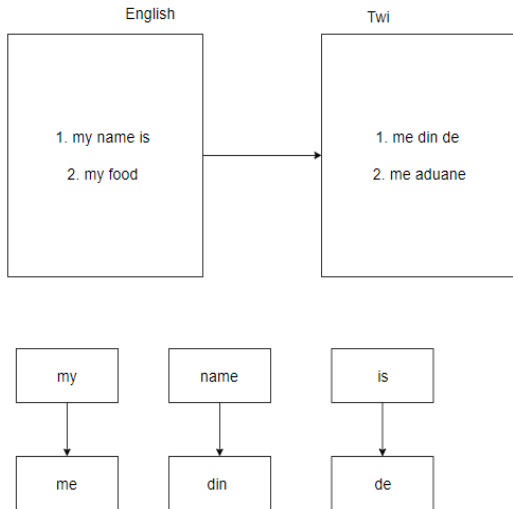 English
Twi
1. my name is
2. my food
1. me din de
2. me aduane
my
name
is
me
din
de